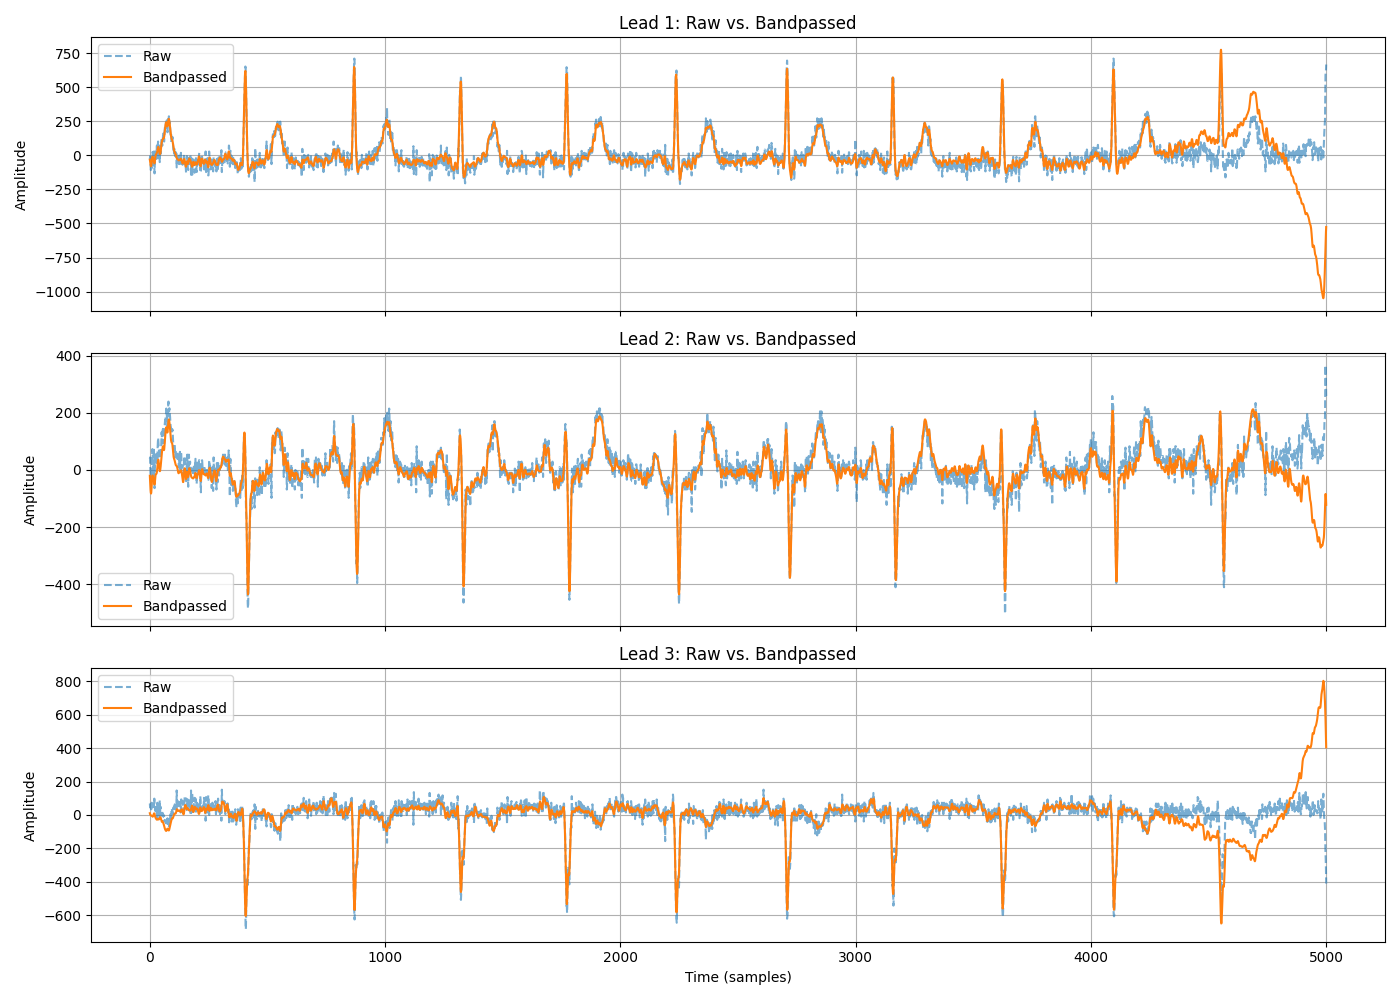 Lead 1: Raw vs. Bandpassed
Raw
Bandpassed
750
500
250
0
−250
−500
−750
−1000
Amplitude
Lead 2: Raw vs. Bandpassed
400
200
0
−200
−400
Amplitude
Raw
Bandpassed
Lead 3: Raw vs. Bandpassed
Raw
Bandpassed
800
600
400
200
0
−200
−400
−600
Amplitude
0 1000 2000 3000 4000 5000
Time (samples)